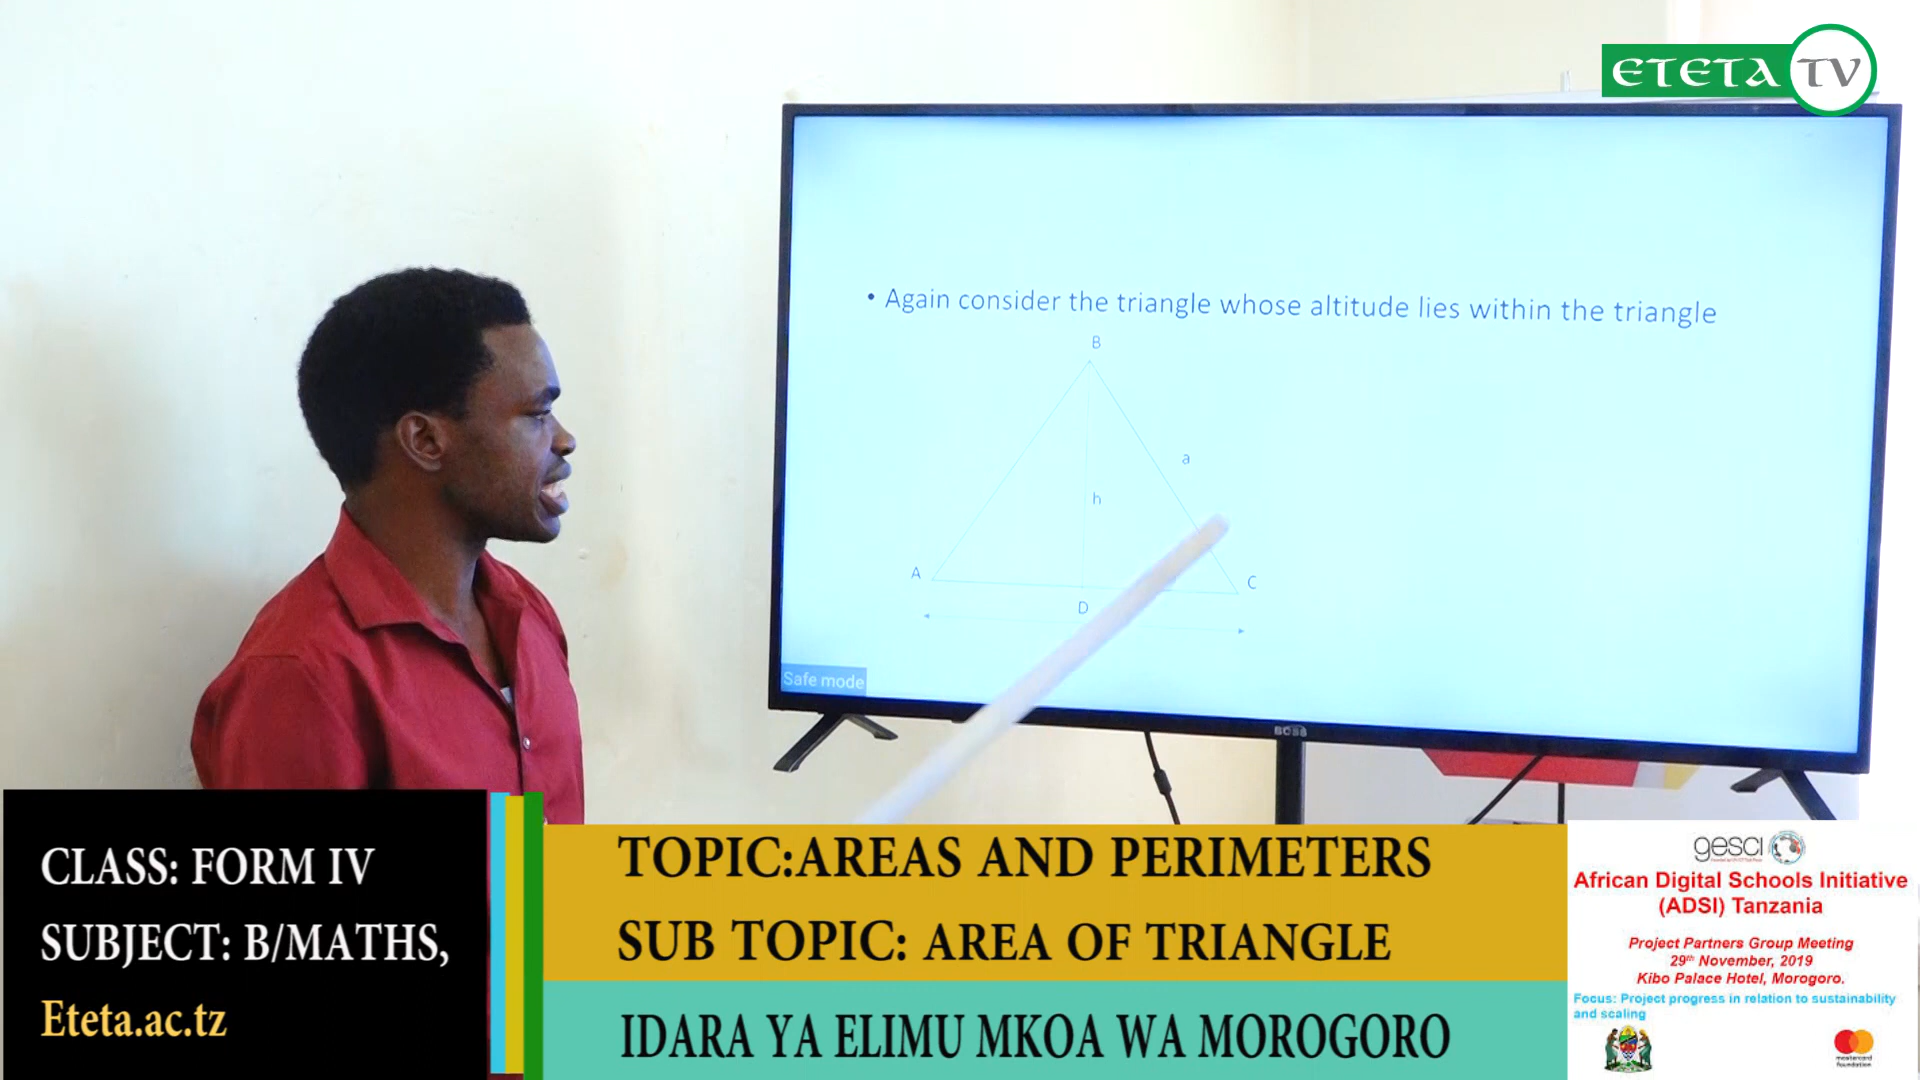 ETETA TV
• Again consider the triangle whose altitude lies within the triangle
B
a
h
A
C
D
Safe mode
BOSS
CLASS: FORM IV
SUBJECT: B/MATHS,
Eteta.ac.tz
TOPIC:AREAS AND PERIMETERS
SUB TOPIC: AREA OF TRIANGLE
IDARA YA ELIMU MKOA WA MOROGORO
gesci
African Digital Schools Initiative
(ADSI) Tanzania
Project Partners Group Meeting
29th November, 2019
Kibo Palace Hotel, Morogoro.
Focus: Project progress in relation to sustainability
and scaling
mastercard
foundation